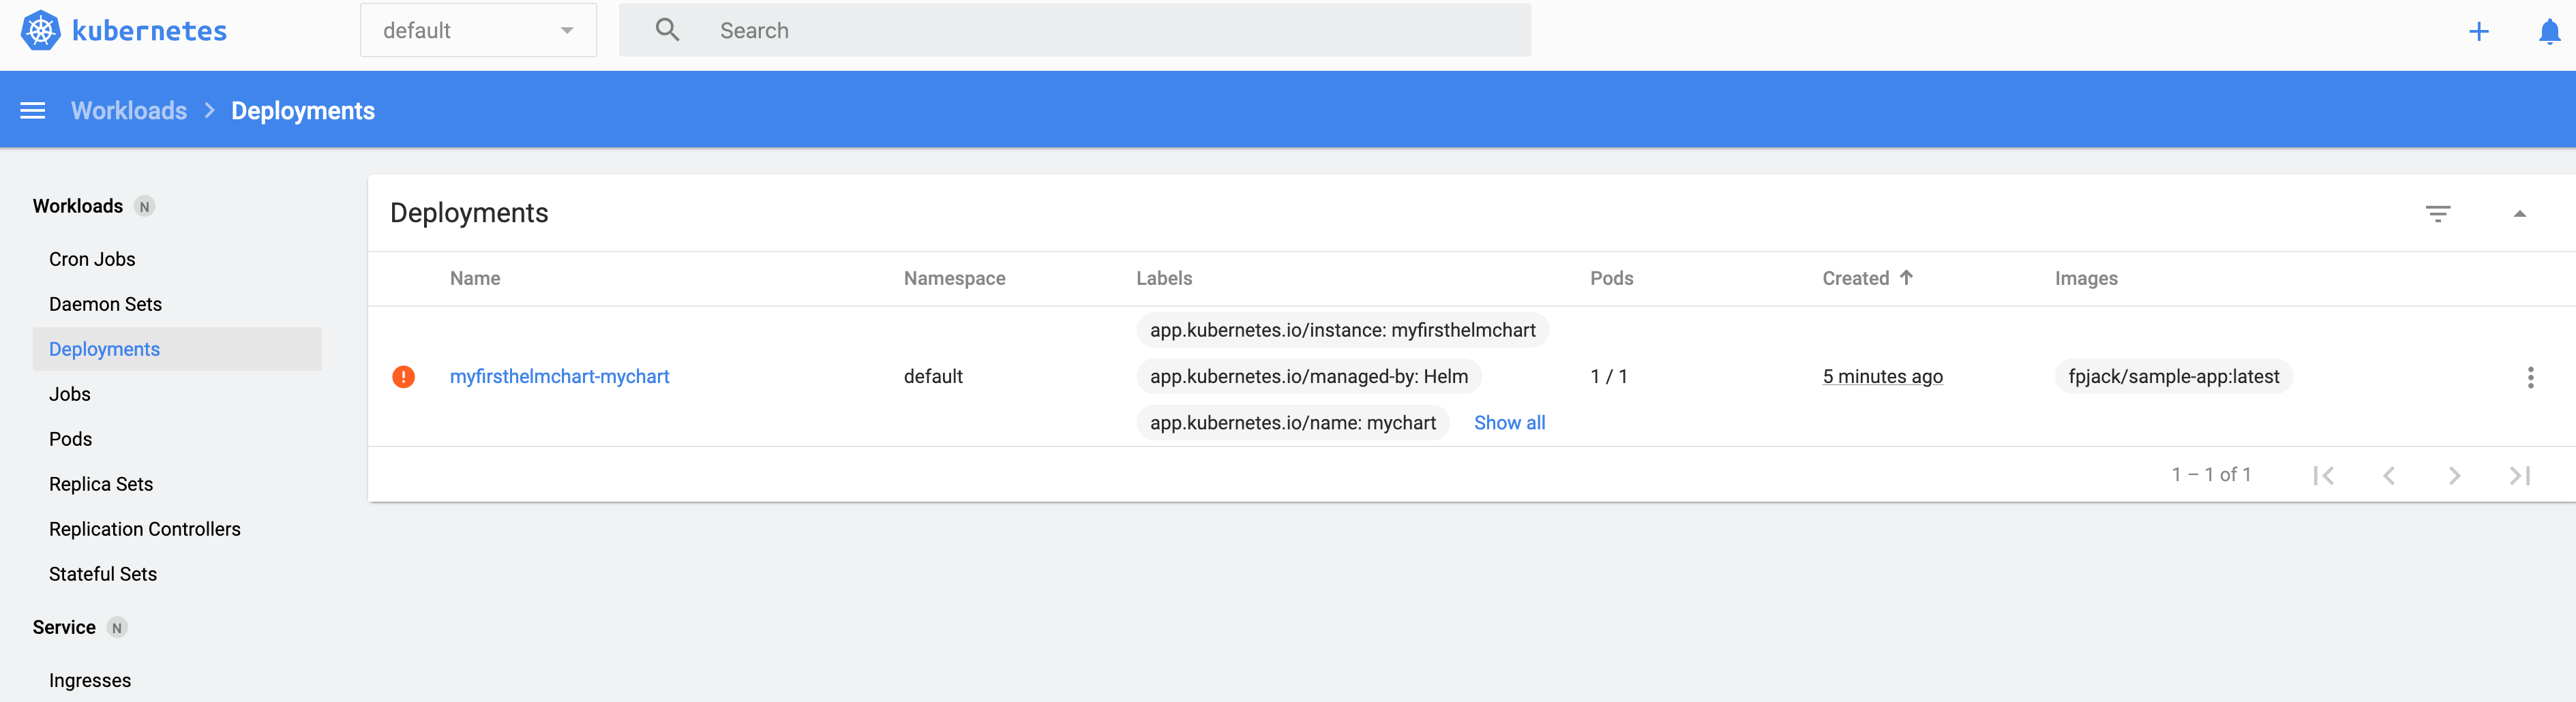 kubernetes
default
Search
Workloads > Deployments
Workloads N
Cron Jobs
Daemon Sets
Deployments
Jobs
Pods
Replica Sets
Replication Controllers
Stateful Sets
Service N
Ingresses
Deployments
Name Namespace Labels Pods Created ↑ Images
app.kubernetes.io/instance: myfirsthelmchart
! myfirsthelmchart-mychart default app.kubernetes.io/managed-by: Helm 1 / 1 5 minutes ago fpjack/sample-app:latest
app.kubernetes.io/name: mychart Show all
1 – 1 of 1